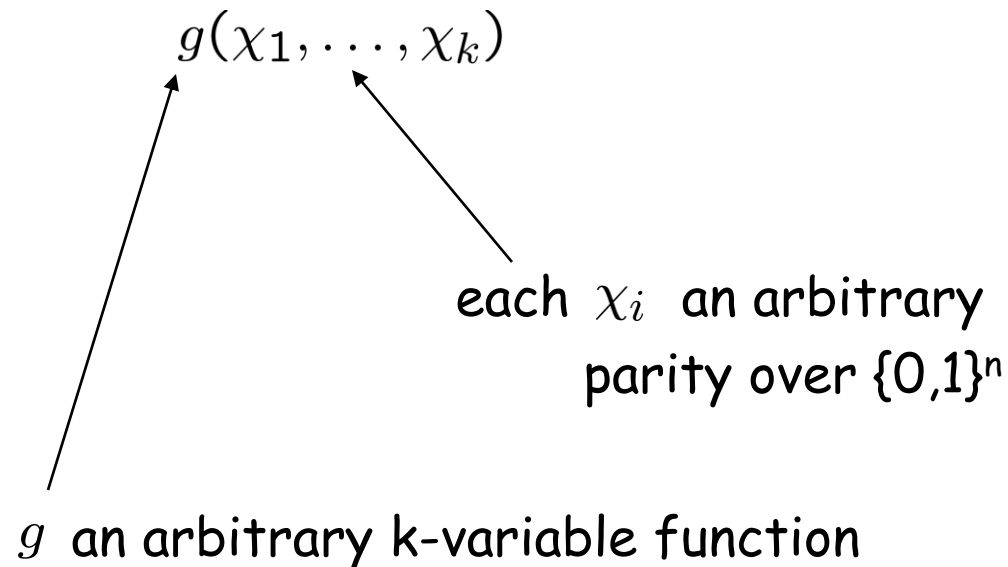 g(χ₁, . . . , χₖ)
each χᵢ an arbitrary
parity over {0,1}ⁿ
g an arbitrary k-variable function